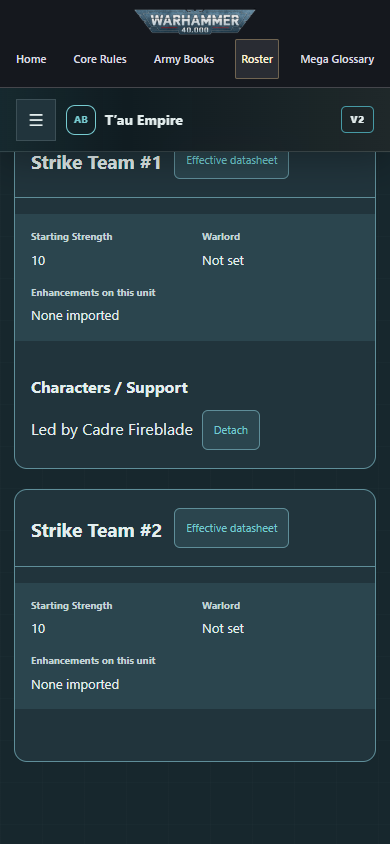 WARHAMMER
40,000
Home Core Rules Army Books Roster Mega Glossary
☰ AB T'au Empire V2
Strike Team #1 Effective datasheet
Starting Strength Warlord
10 Not set
Enhancements on this unit
None imported
Characters / Support
Led by Cadre Fireblade Detach
Strike Team #2 Effective datasheet
Starting Strength Warlord
10 Not set
Enhancements on this unit
None imported